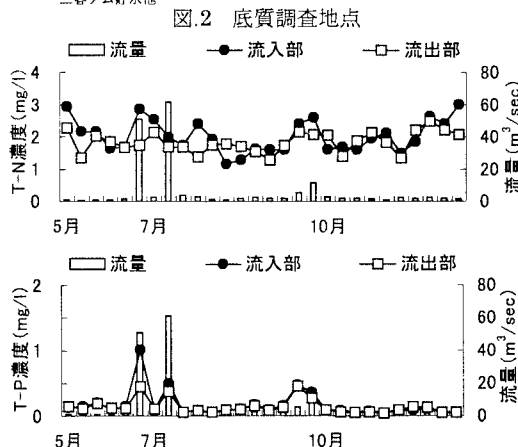 図.2 底質調査地点
流量 流入部 流出部
T-N濃度(mg/l)
4
3
2
1
0
80
60
40
20
0
流量(m³/sec)
5月 7月 10月
流量 流入部 流出部
T-P濃度(mg/l)
2
1
0
80
60
40
20
0
流量(m³/sec)
5月 7月 10月